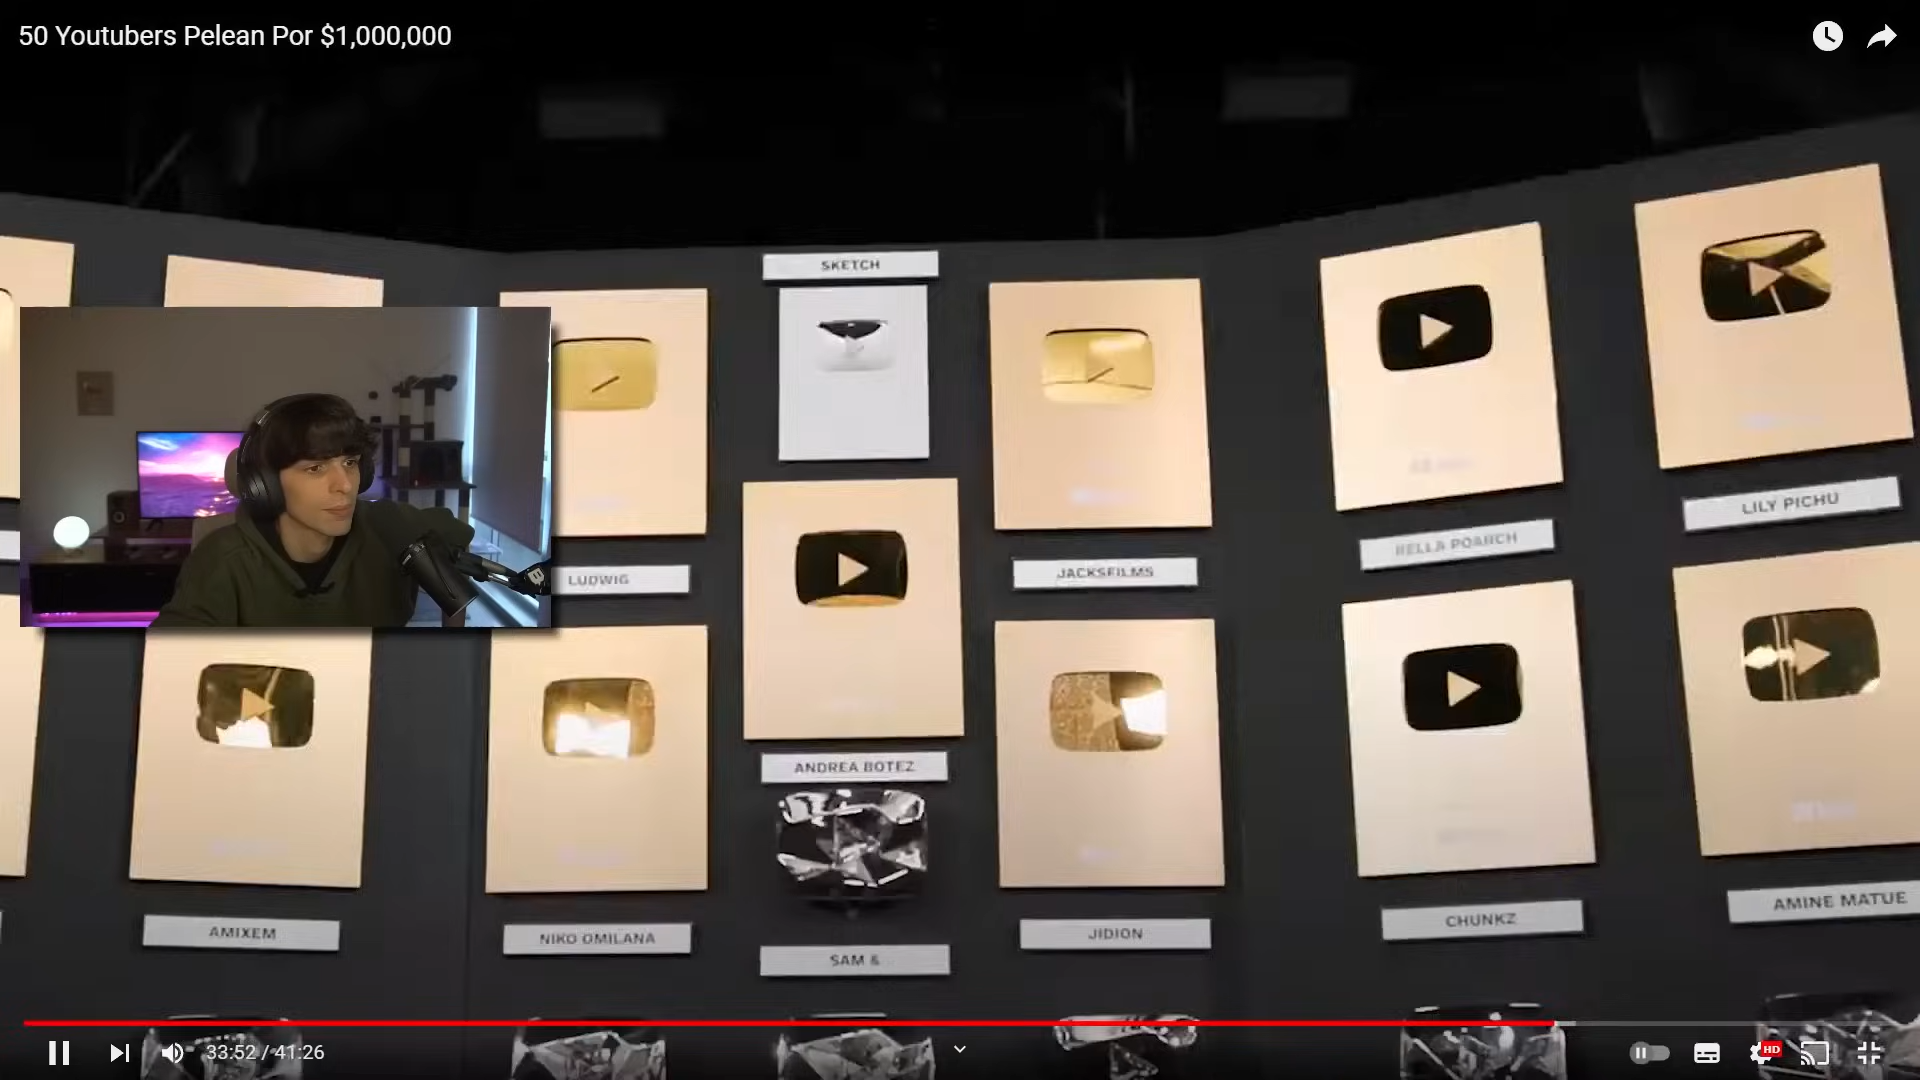 50 Youtubers Pelean Por $1,000,000
SKETCH
LILY PICHU
BELLA POARCH
JACKSFILMS
LUDWIG
ANDREA BOTEZ
AMINE MATUE
CHUNKZ
JIDION
AMIXEM
NIKO OMILANA
SAM &
33:52 / 41:26
HD